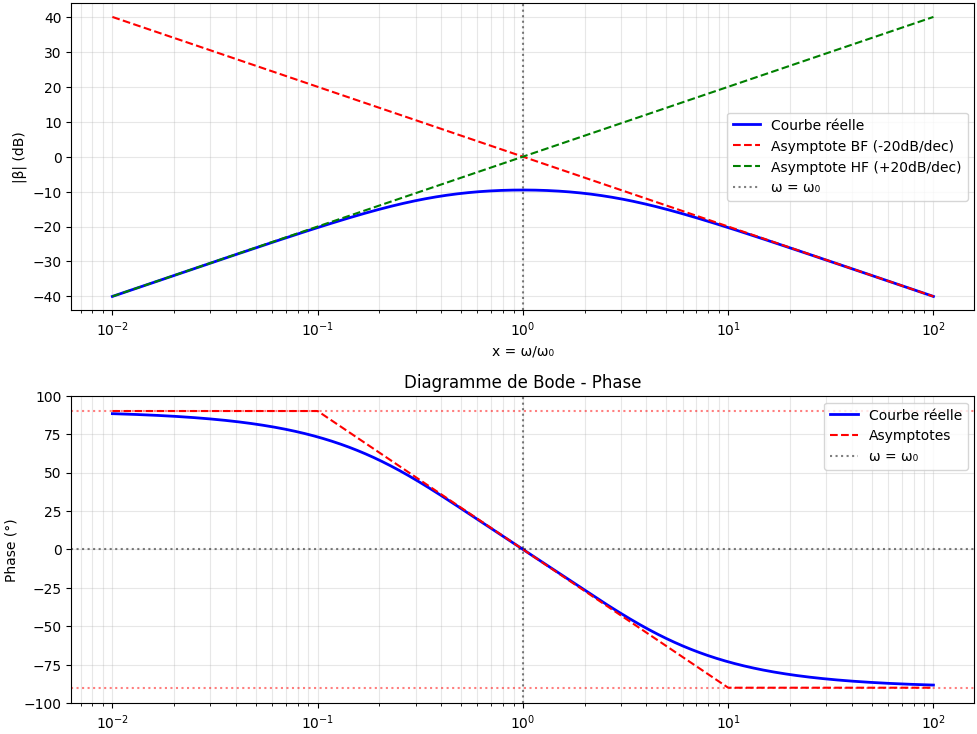 40
30
20
10
0
−10
−20
−30
−40
|β| (dB)
Courbe réelle
Asymptote BF (-20dB/dec)
Asymptote HF (+20dB/dec)
ω = ω₀
10⁻² 10⁻¹ 10⁰ 10¹ 10²
x = ω/ω₀
Diagramme de Bode - Phase
100
75
50
25
0
−25
−50
−75
−100
Phase (°)
Courbe réelle
Asymptotes
ω = ω₀
10⁻² 10⁻¹ 10⁰ 10¹ 10²